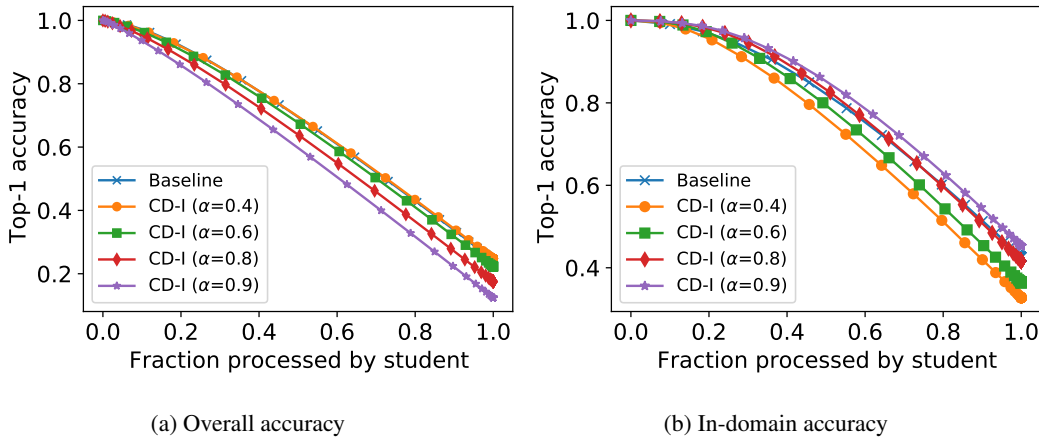 1.0
0.8
0.6
0.4
0.2
Top-1 accuracy
Baseline
CD-I (α=0.4)
CD-I (α=0.6)
CD-I (α=0.8)
CD-I (α=0.9)
0.0 0.2 0.4 0.6 0.8 1.0
Fraction processed by student
(a) Overall accuracy
1.0
0.8
0.6
0.4
Top-1 accuracy
Baseline
CD-I (α=0.4)
CD-I (α=0.6)
CD-I (α=0.8)
CD-I (α=0.9)
0.0 0.2 0.4 0.6 0.8 1.0
Fraction processed by student
(b) In-domain accuracy